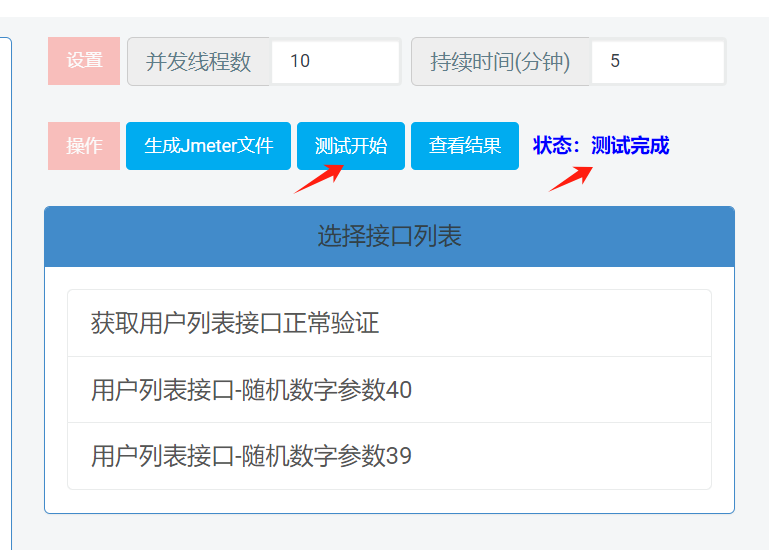 设置 并发线程数 10 持续时间(分钟) 5
操作 生成Jmeter文件 测试开始 查看结果 状态：测试完成
选择接口列表
获取用户列表接口正常验证
用户列表接口-随机数字参数40
用户列表接口-随机数字参数39